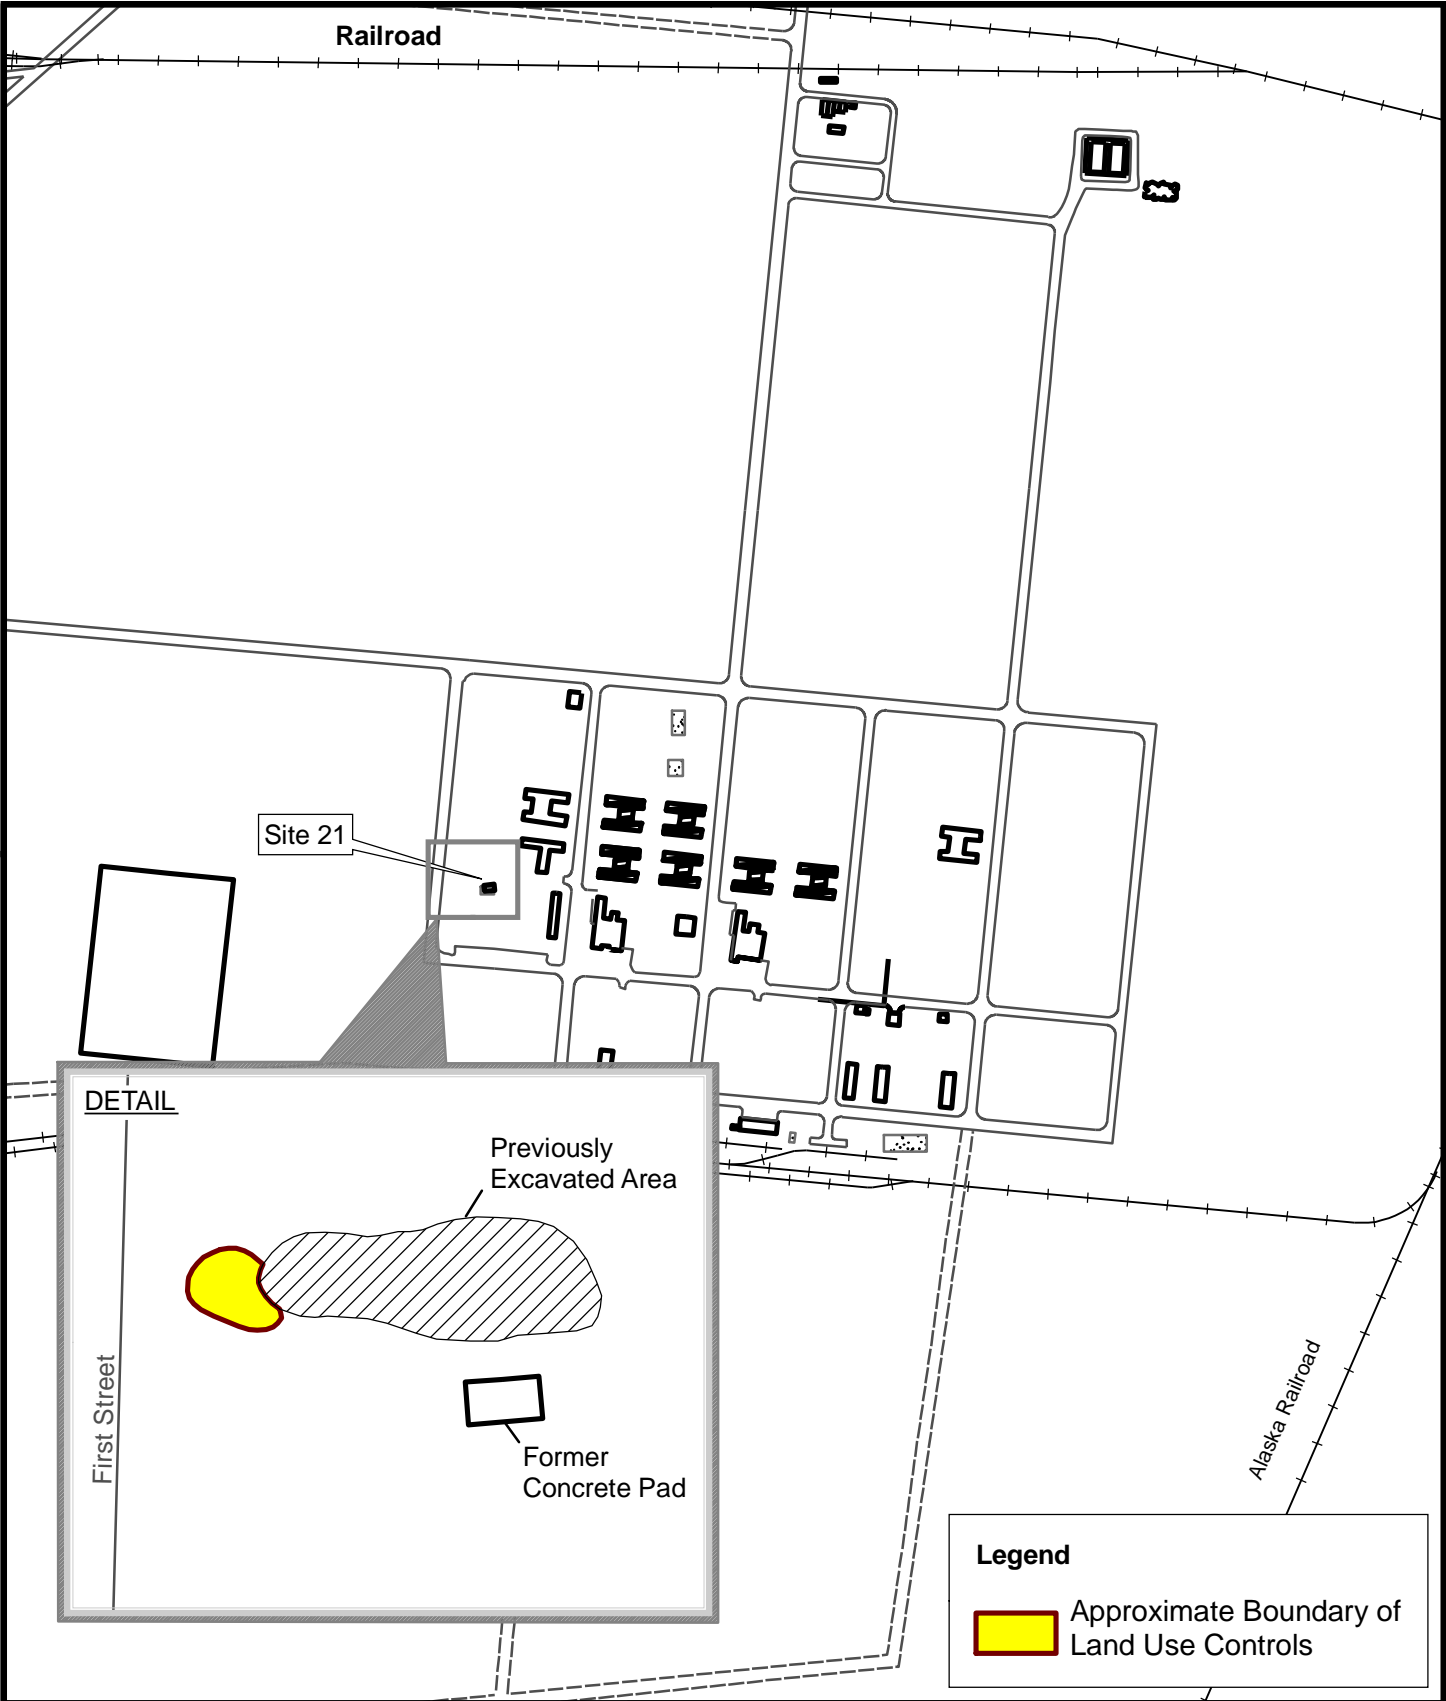 Railroad
Site 21
DETAIL
Previously
Excavated Area
First Street
Former
Concrete Pad
Alaska Railroad
Legend
Approximate Boundary of
Land Use Controls